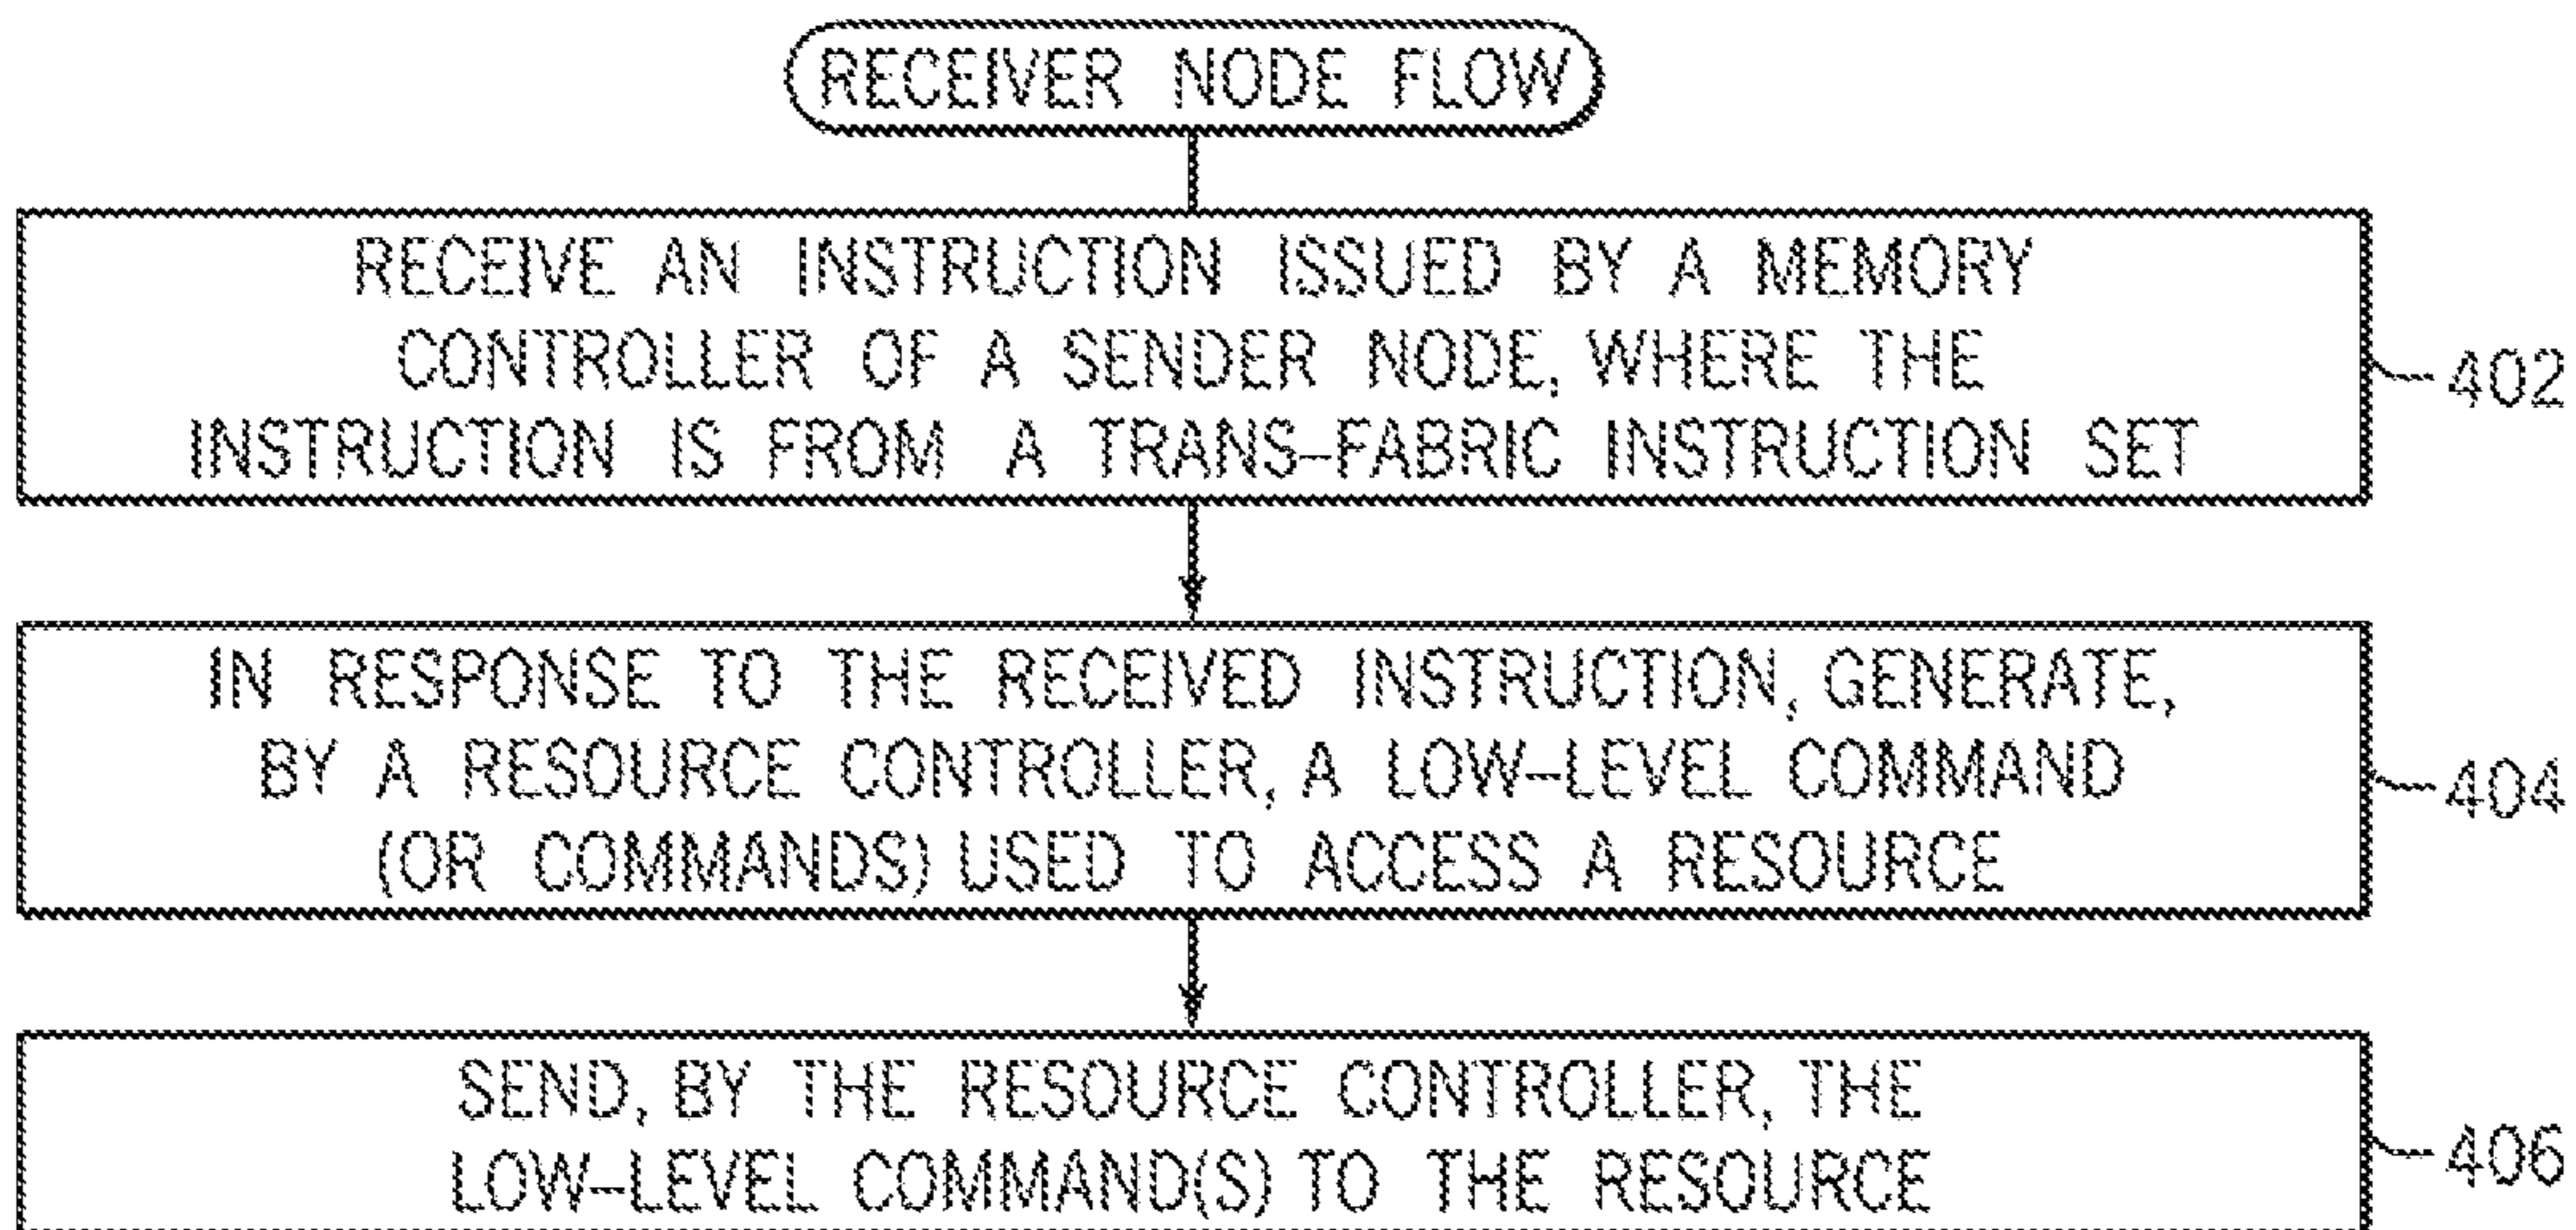 RECEIVER NODE FLOW
RECEIVE AN INSTRUCTION ISSUED BY A MEMORY
CONTROLLER OF A SENDER NODE, WHERE THE
INSTRUCTION IS FROM A TRANS–FABRIC INSTRUCTION SET
402
IN RESPONSE TO THE RECEIVED INSTRUCTION, GENERATE,
BY A RESOURCE CONTROLLER, A LOW–LEVEL COMMAND
(OR COMMANDS) USED TO ACCESS A RESOURCE
404
SEND, BY THE RESOURCE CONTROLLER, THE
LOW–LEVEL COMMAND(S) TO THE RESOURCE
406